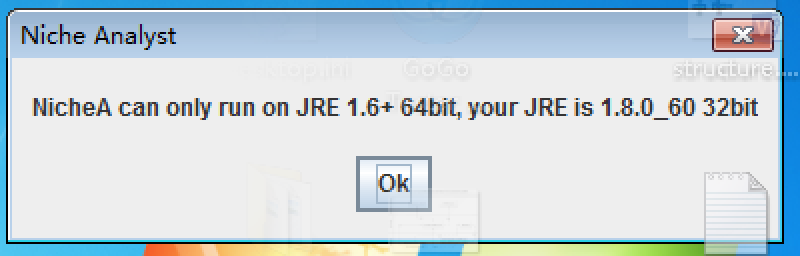 Niche Analyst
GoGo
structure....
NicheA can only run on JRE 1.6+ 64bit, your JRE is 1.8.0_60 32bit
Ok